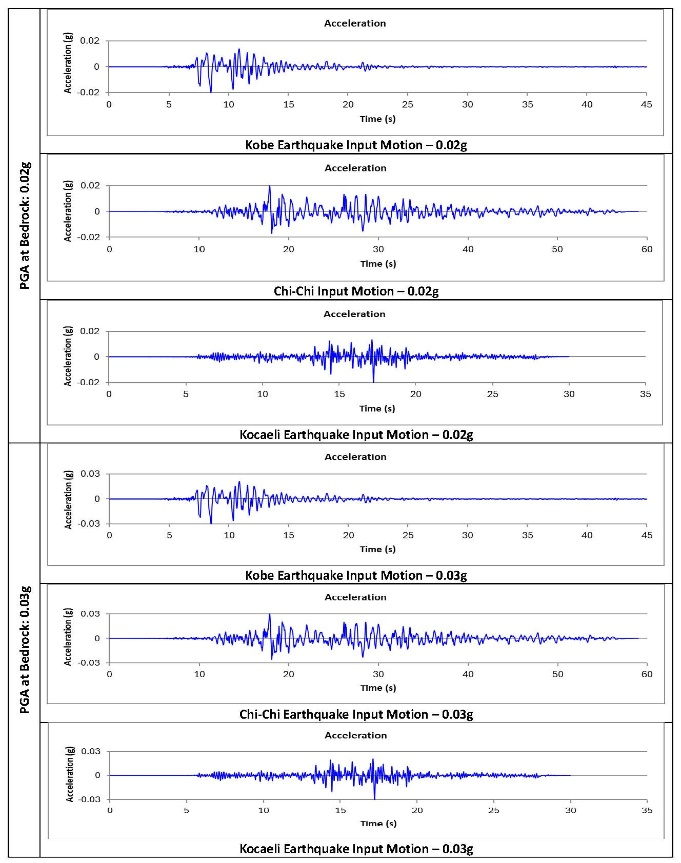 PGA at Bedrock: 0.02g
Acceleration
Acceleration (g)
0.02
0
-0.02
0 5 10 15 20 25 30 35 40 45
Time (s)
Kobe Earthquake Input Motion – 0.02g
Acceleration
Acceleration (g)
0.02
0
-0.02
0 10 20 30 40 50 60
Time (s)
Chi-Chi Input Motion – 0.02g
Acceleration
Acceleration (g)
0.02
0
-0.02
0 5 10 15 20 25 30 35
Time (s)
Kocaeli Earthquake Input Motion – 0.02g
PGA at Bedrock: 0.03g
Acceleration
Acceleration (g)
0.03
0
-0.03
0 5 10 15 20 25 30 35 40 45
Time (s)
Kobe Earthquake Input Motion – 0.03g
Acceleration
Acceleration (g)
0.03
0
-0.03
0 10 20 30 40 50 60
Time (s)
Chi-Chi Earthquake Input Motion – 0.03g
Acceleration
Acceleration (g)
0.03
0
-0.03
0 5 10 15 20 25 30 35
Time (s)
Kocaeli Earthquake Input Motion – 0.03g